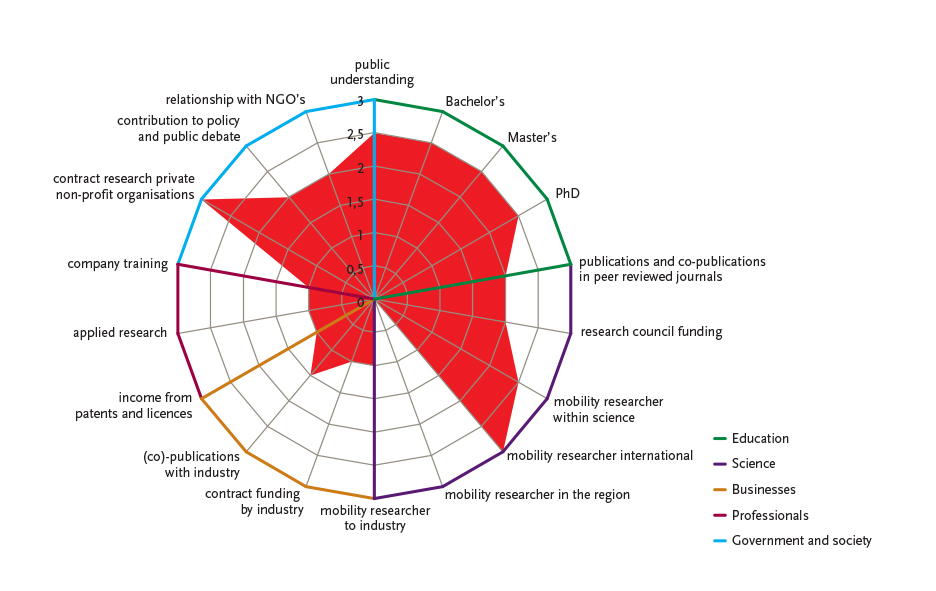 public
understanding
relationship with NGO's
contribution to policy
and public debate
contract research private
non-profit organisations
company training
applied research
income from
patents and licences
(co)-publications
with industry
contract funding
by industry
mobility researcher
to industry
mobility researcher in the region
mobility researcher international
mobility researcher
within science
research council funding
publications and co-publications
in peer reviewed journals
PhD
Master's
Bachelor's
3
2,5
2
1,5
1
0,5
0
Education
Science
Businesses
Professionals
Government and society